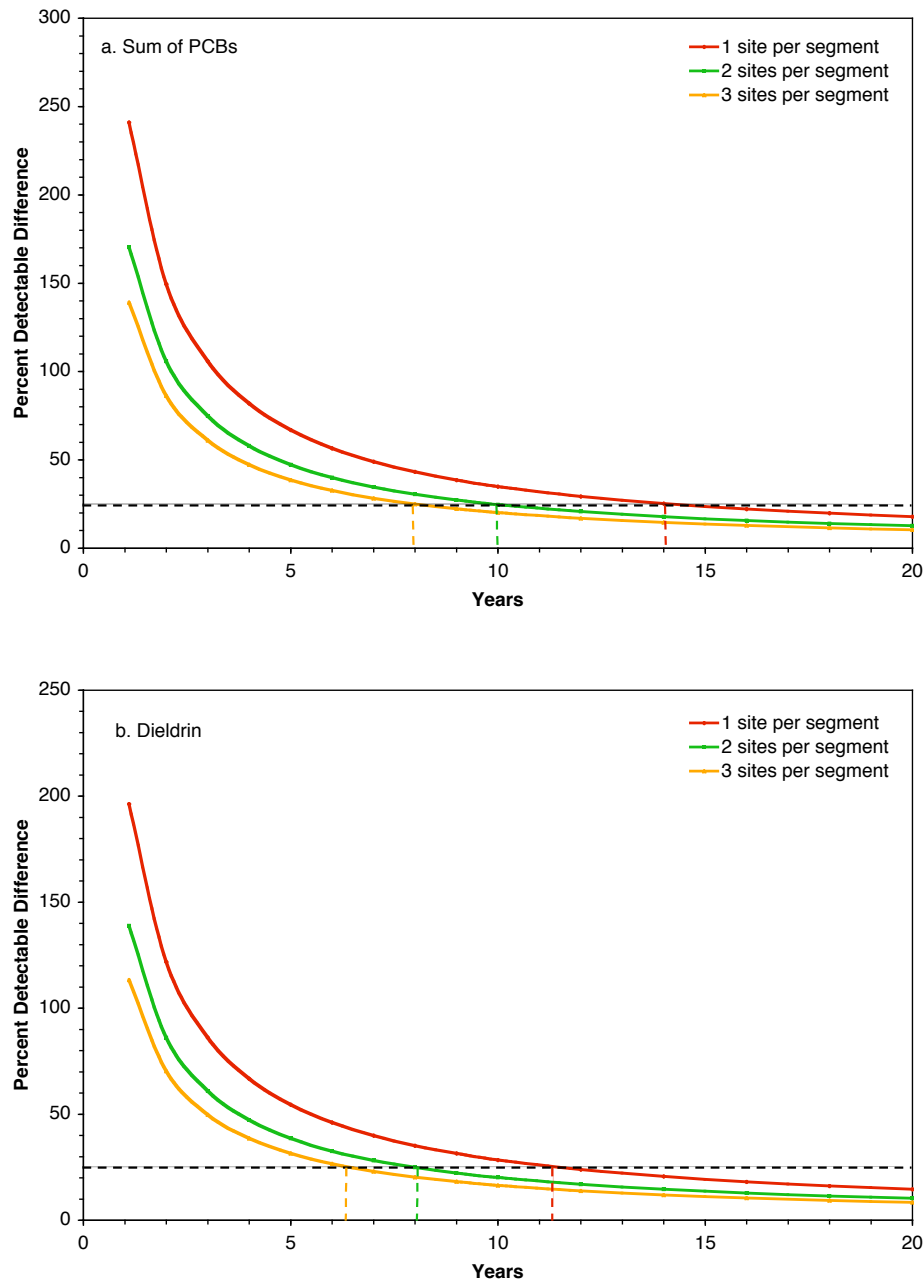 300
a. Sum of PCBs
1 site per segment
2 sites per segment
3 sites per segment
250
200
150
100
50
0
Percent Detectable Difference
0 5 10 15 20
Years
250
b. Dieldrin
1 site per segment
2 sites per segment
3 sites per segment
200
150
100
50
0
Percent Detectable Difference
0 5 10 15 20
Years